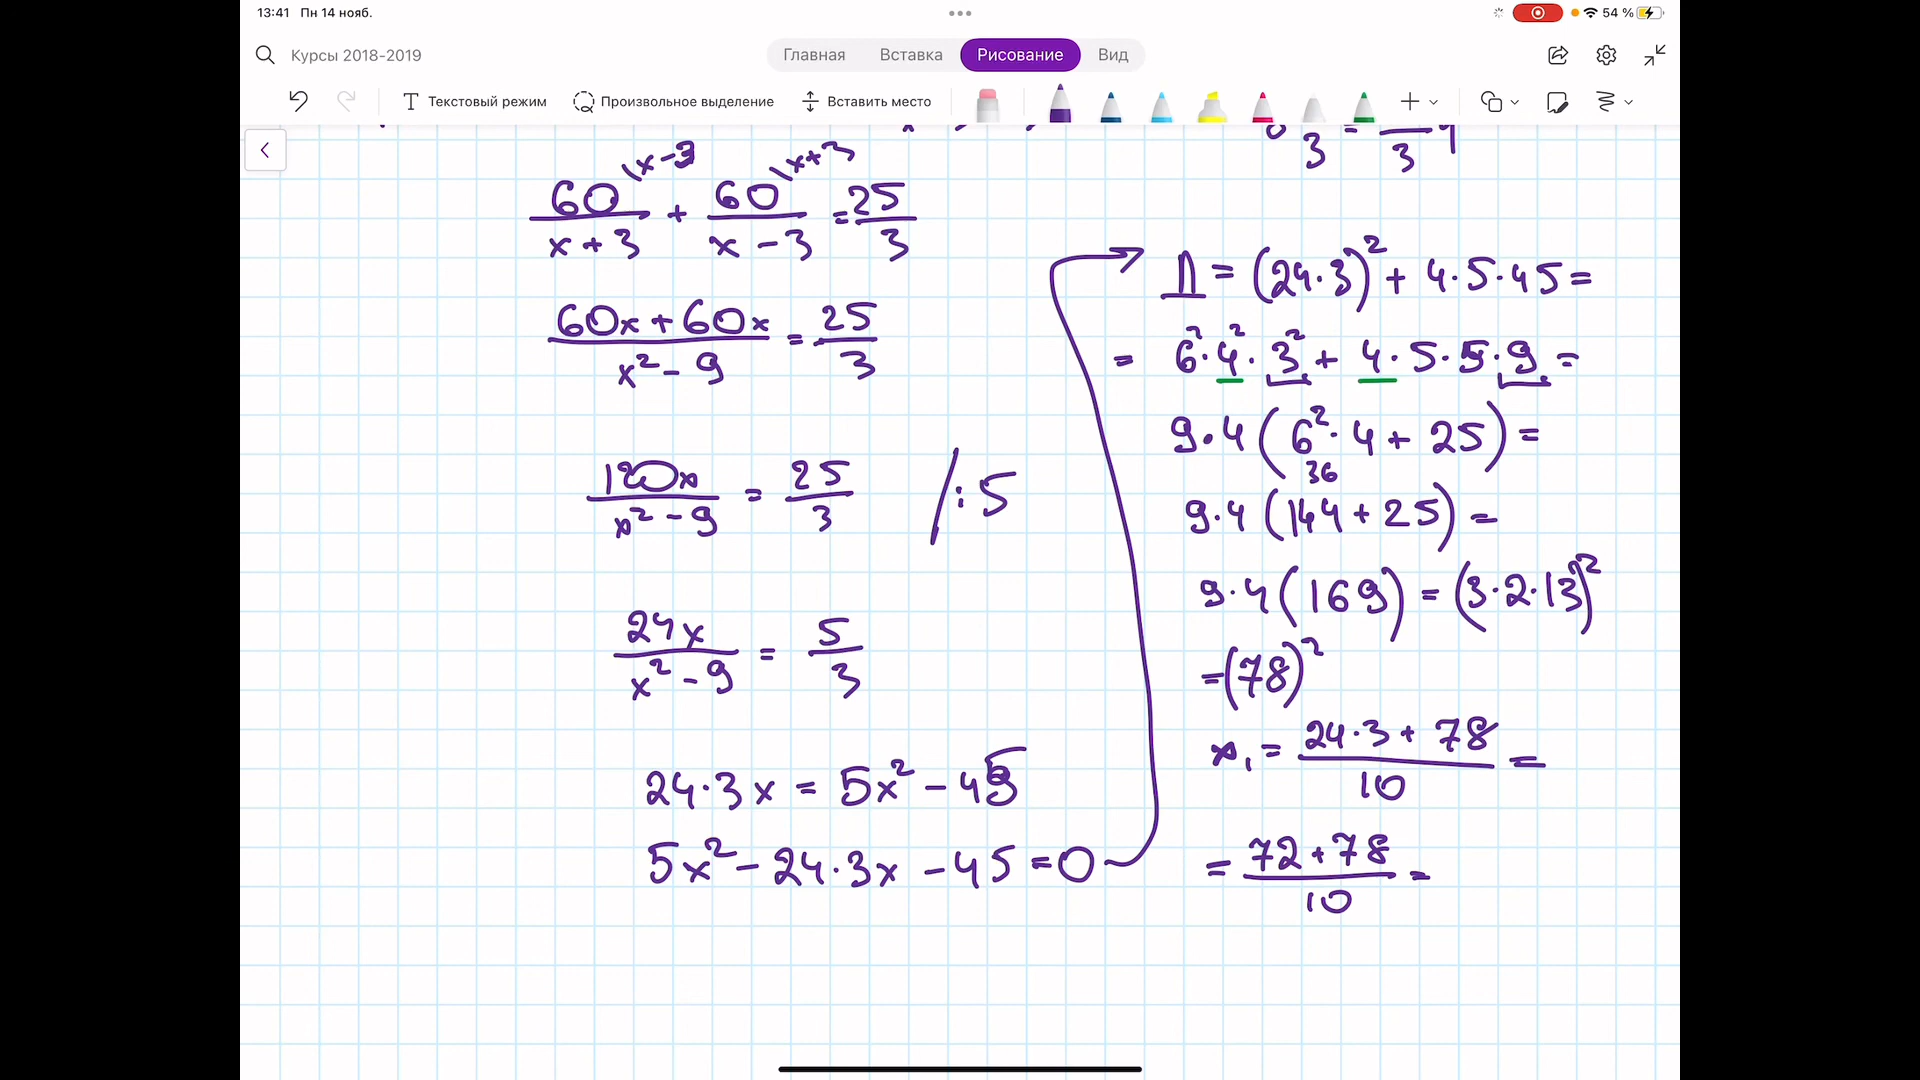 13:41 Пн 14 нояб. 54 %
Курсы 2018-2019 Главная Вставка Рисование Вид
Текстовый режим Произвольное выделение Вставить место
3 = — 3
60/(x+3) \x-3 + 60/(x-3) \x+3 = 25/3
(60x+60x)/(x²-9) = 25/3
120x/(x²-9) = 25/3 /:5
24x/(x²-9) = 5/3
24·3x = 5x² - 45
5x² - 24·3x - 45 = 0
Д = (24·3)² + 4·5·45 =
= 6²·4²·3² + 4·5·5·9 =
9·4(6²·4 + 25) =
36
9·4(144 + 25) =
9·4(169) = (3·2·13)²
=(78)²
x₁ = (24·3 + 78)/10 =
= (72+78)/10 =